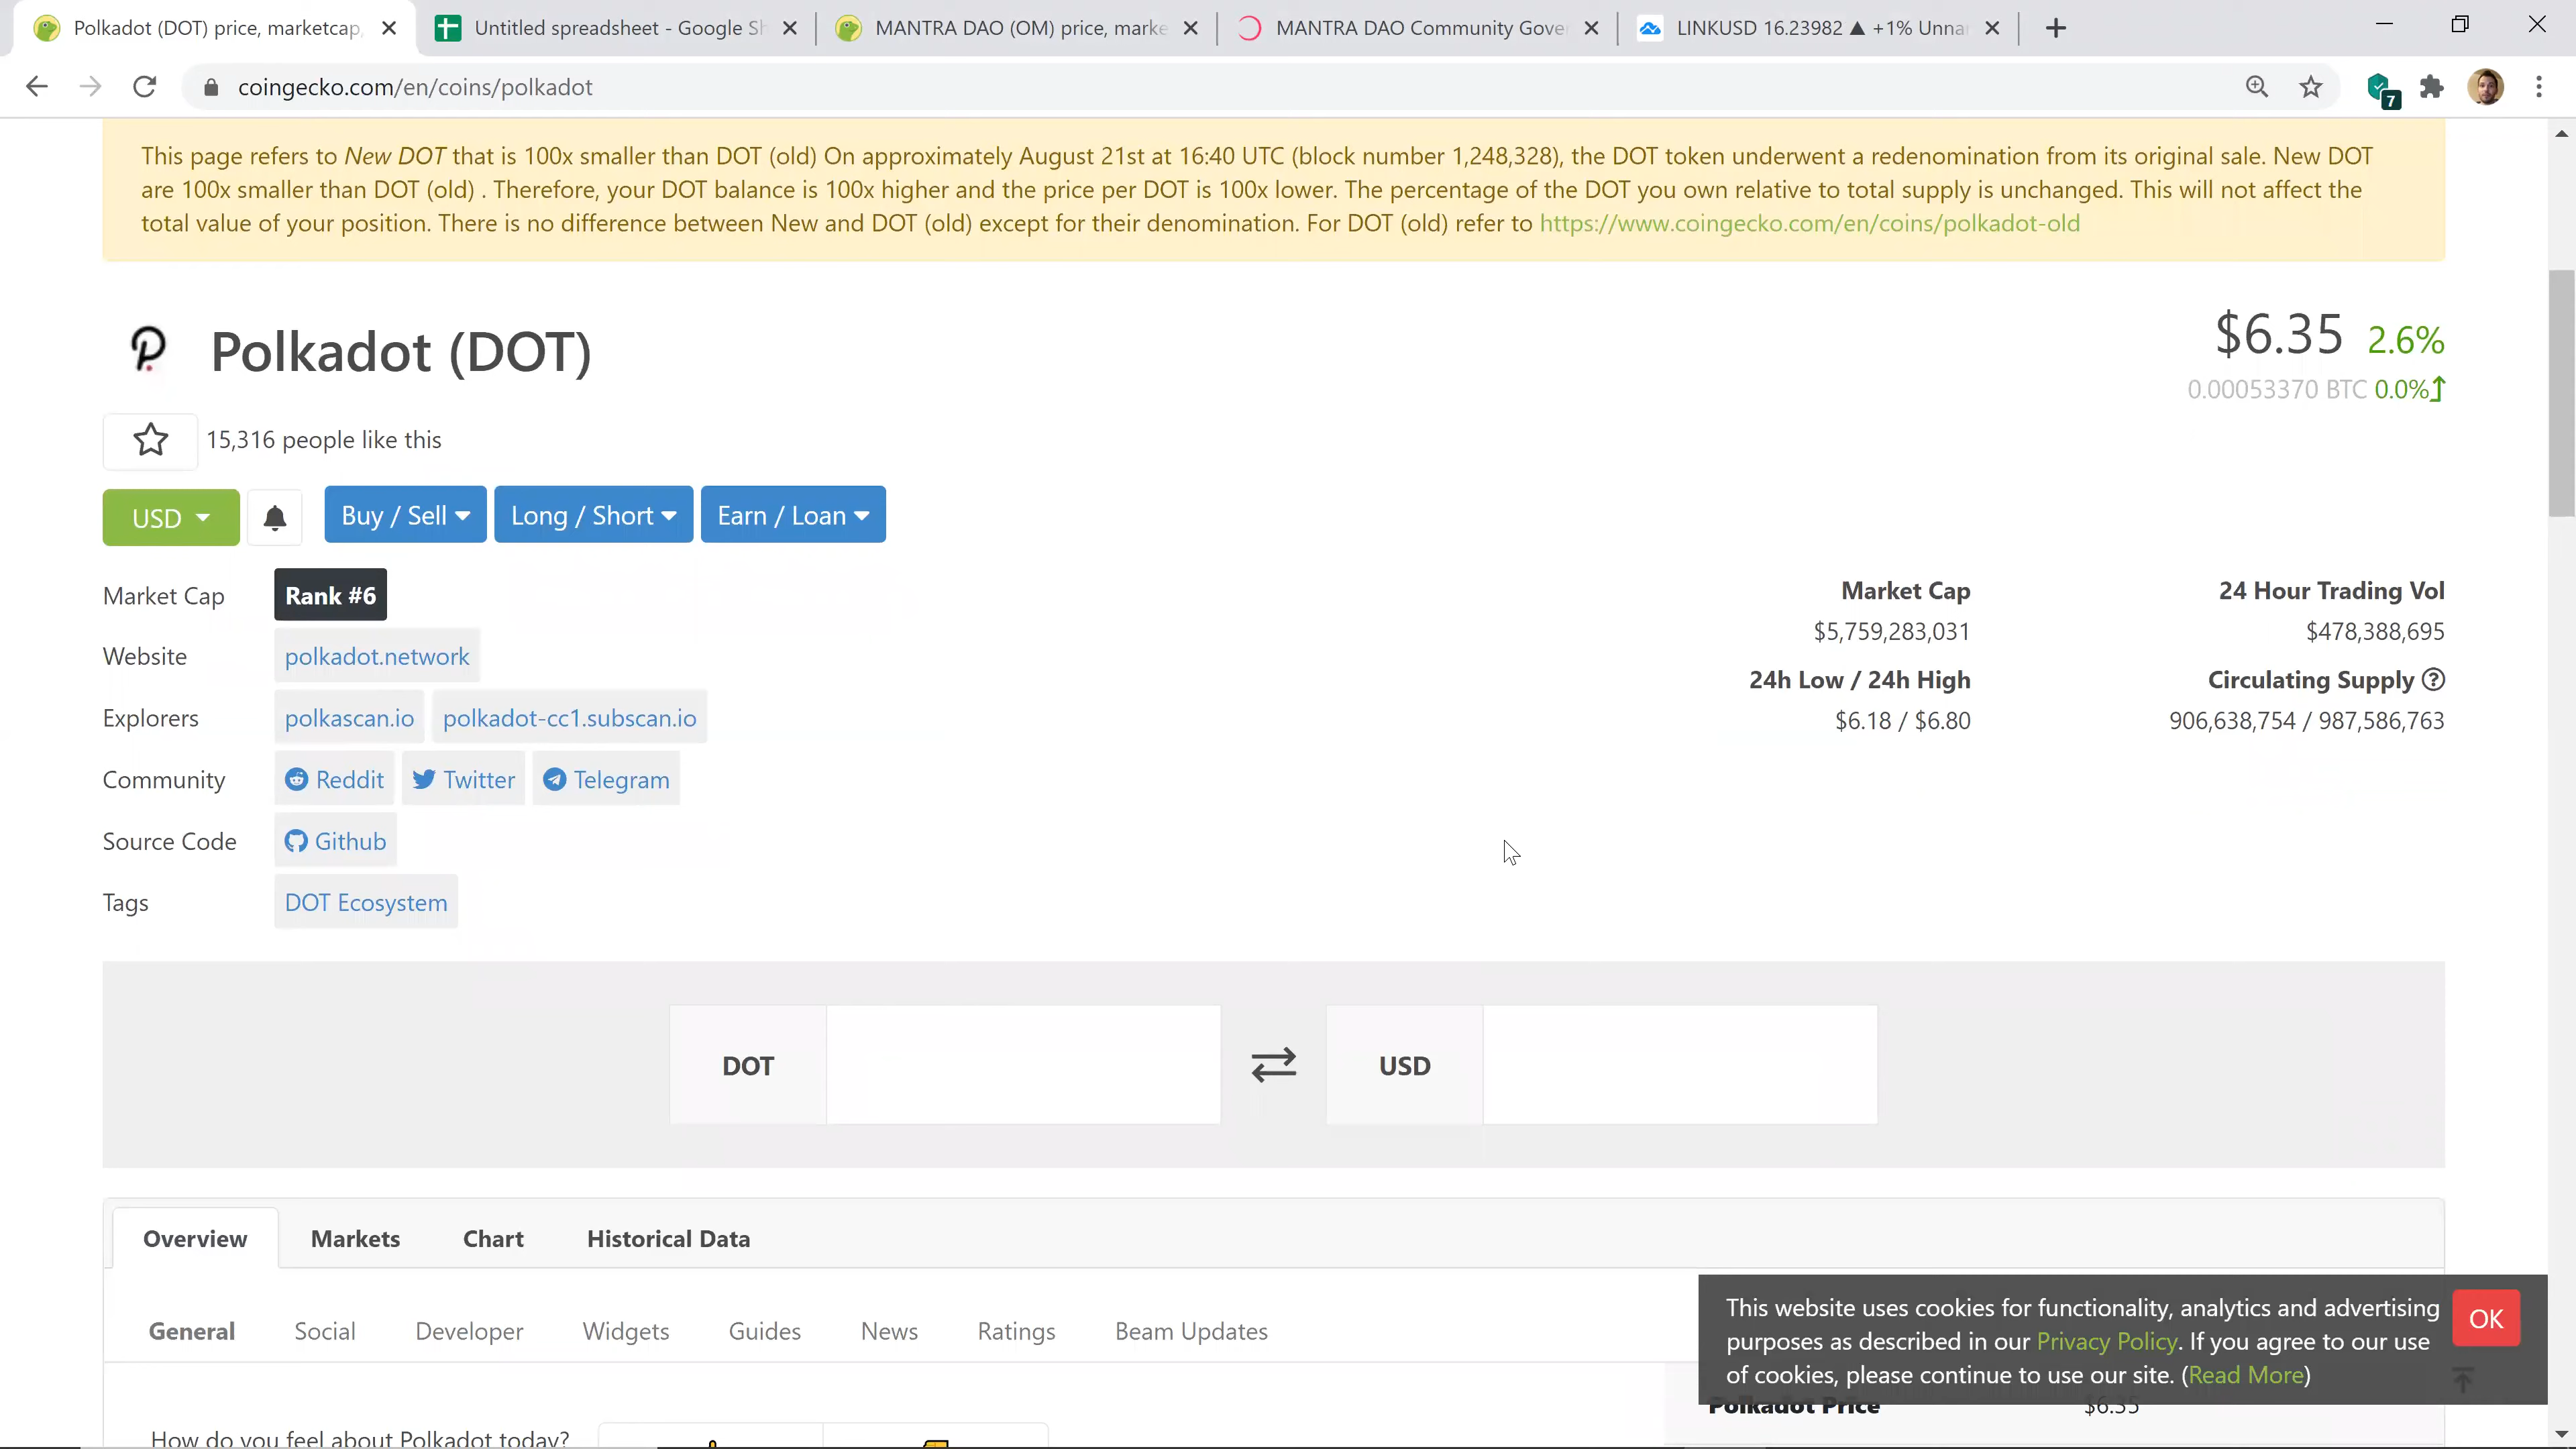 Polkadot (DOT) price, marketcap,
Untitled spreadsheet - Google Sh
MANTRA DAO (OM) price, marke
MANTRA DAO Community Gove
LINKUSD 16.23982 ▲ +1% Unna
coingecko.com/en/coins/polkadot
7
This page refers to New DOT that is 100x smaller than DOT (old) On approximately August 21st at 16:40 UTC (block number 1,248,328), the DOT token underwent a redenomination from its original sale. New DOT
are 100x smaller than DOT (old) . Therefore, your DOT balance is 100x higher and the price per DOT is 100x lower. The percentage of the DOT you own relative to total supply is unchanged. This will not affect the
total value of your position. There is no difference between New and DOT (old) except for their denomination. For DOT (old) refer to https://www.coingecko.com/en/coins/polkadot-old
Polkadot (DOT)
$6.35 2.6%
0.00053370 BTC 0.0%
15,316 people like this
USD
Buy / Sell
Long / Short
Earn / Loan
Market Cap Rank #6
Website polkadot.network
Explorers polkascan.io polkadot-cc1.subscan.io
Community Reddit Twitter Telegram
Source Code Github
Tags DOT Ecosystem
Market Cap
$5,759,283,031
24 Hour Trading Vol
$478,388,695
24h Low / 24h High
$6.18 / $6.80
Circulating Supply
906,638,754 / 987,586,763
DOT
USD
Overview Markets Chart Historical Data
General Social Developer Widgets Guides News Ratings Beam Updates
This website uses cookies for functionality, analytics and advertising
purposes as described in our Privacy Policy. If you agree to our use
of cookies, please continue to use our site. (Read More)
OK
Polkadot Price $6.35
How do you feel about Polkadot today?